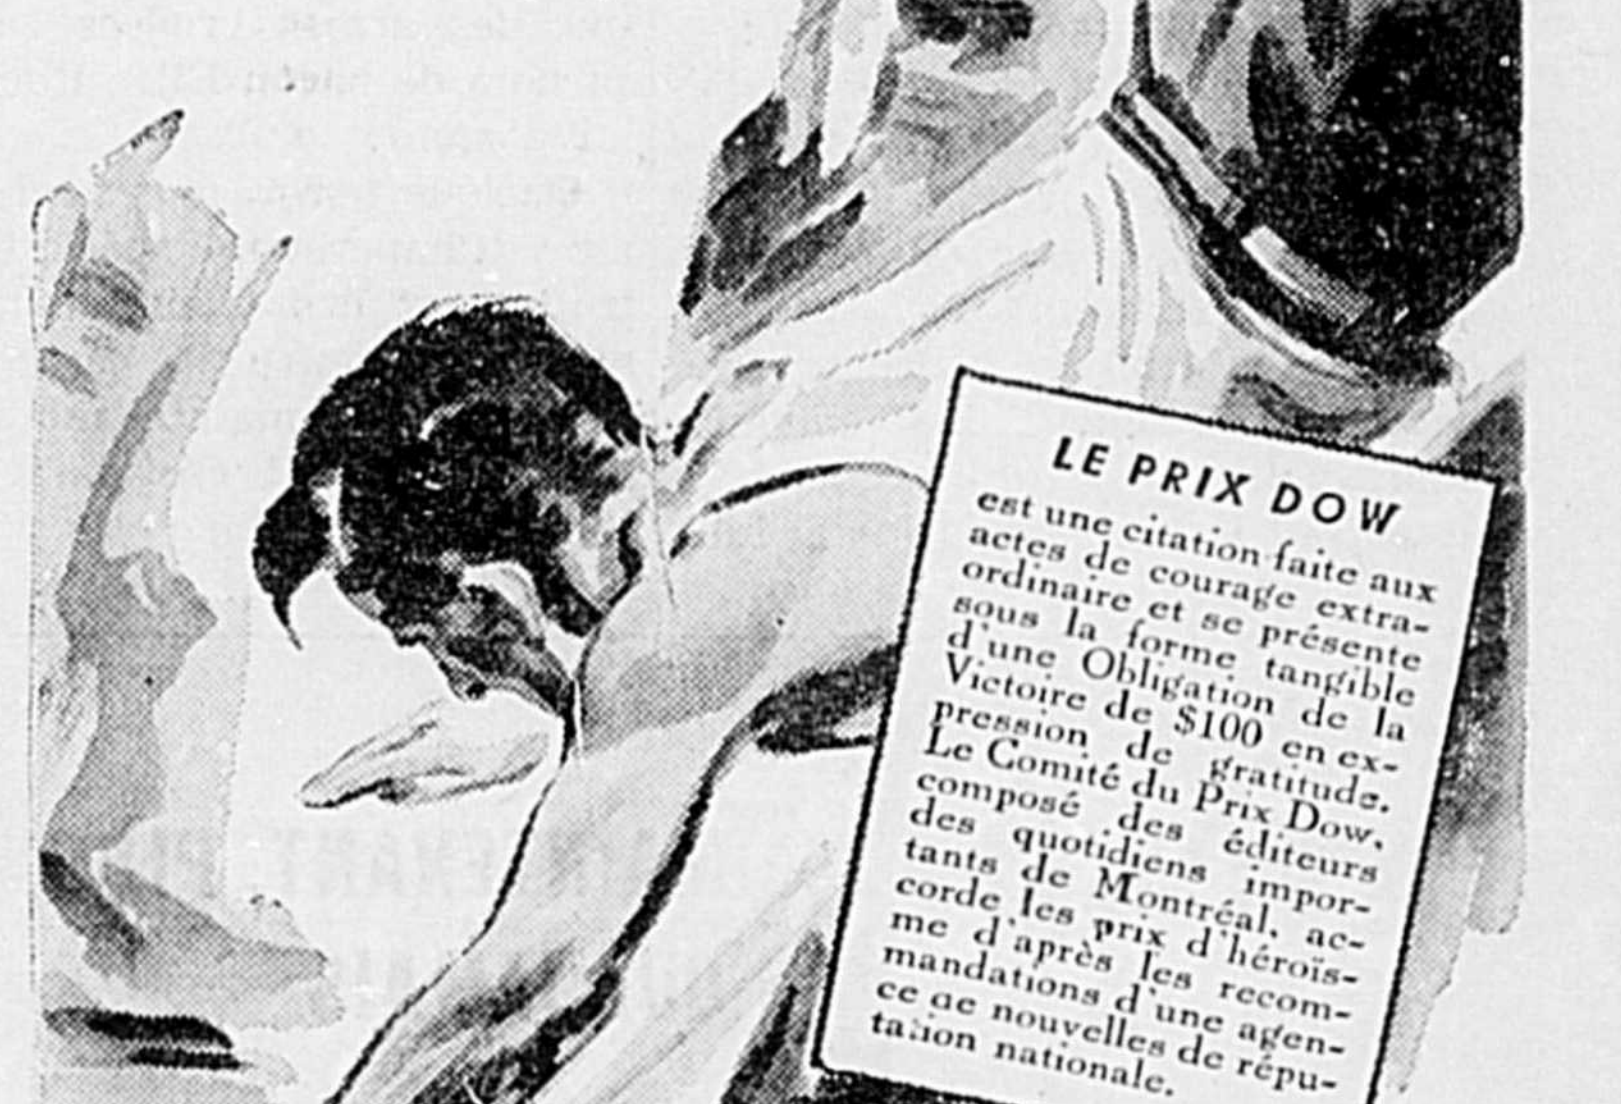 LE PRIX DOW
est une citation faite aux
actes de courage extra-
ordinaire et se présente
sous la forme tangible
d'une Obligation de la
Victoire de $100 en ex-
pression de gratitude.
Le Comité du Prix Dow,
composé des éditeurs
des quotidiens impor-
tants de Montréal, ac-
corde les prix d'héroïs-
me d'après les recom-
mandations d'une agen-
ce de nouvelles de répu-
tation nationale.